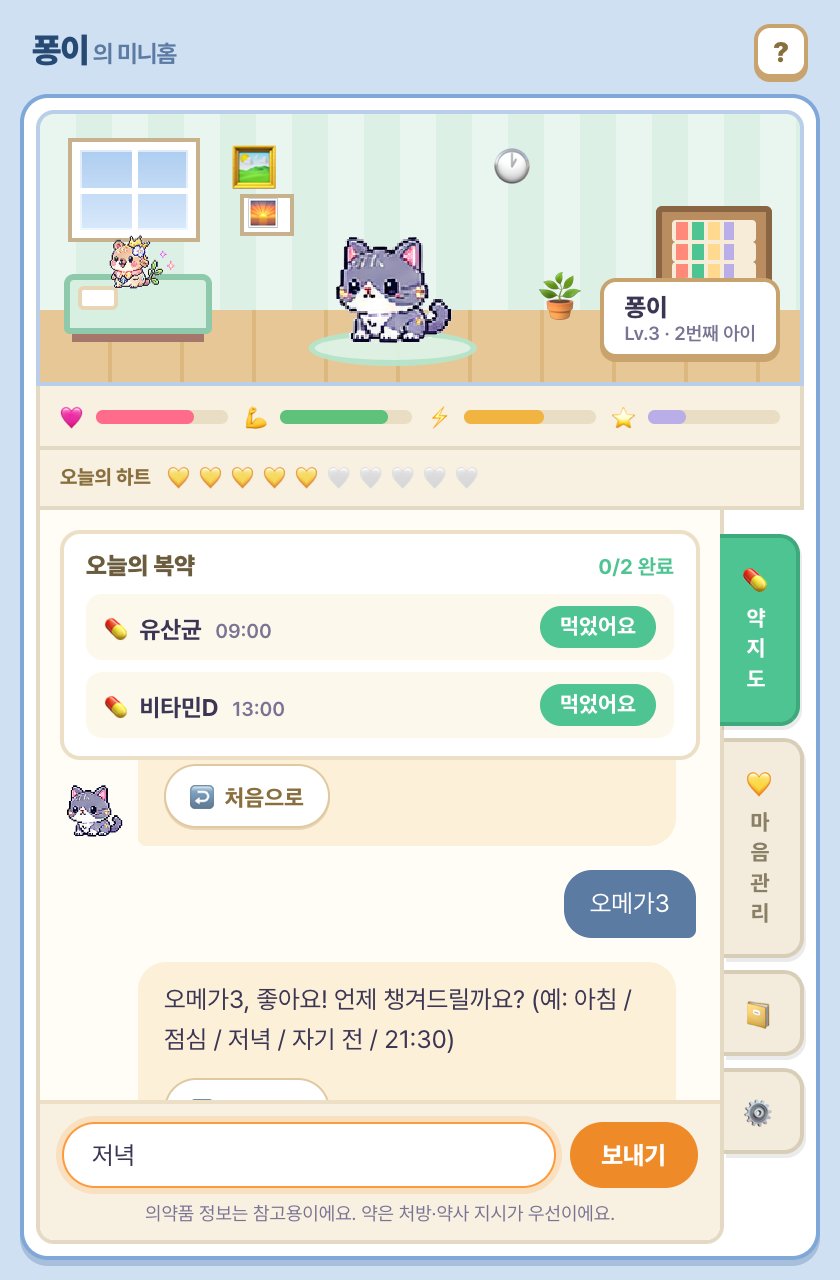 퐁이 의 미니홈
?
퐁이
Lv.3 · 2번째 아이
오늘의 하트
오늘의 복약
0/2 완료
유산균 09:00
먹었어요
비타민D 13:00
먹었어요
처음으로
오메가3
오메가3, 좋아요! 언제 챙겨드릴까요? (예: 아침 /
점심 / 저녁 / 자기 전 / 21:30)
저녁
보내기
의약품 정보는 참고용이에요. 약은 처방·약사 지시가 우선이에요.
약
지
도
마
음
관
리